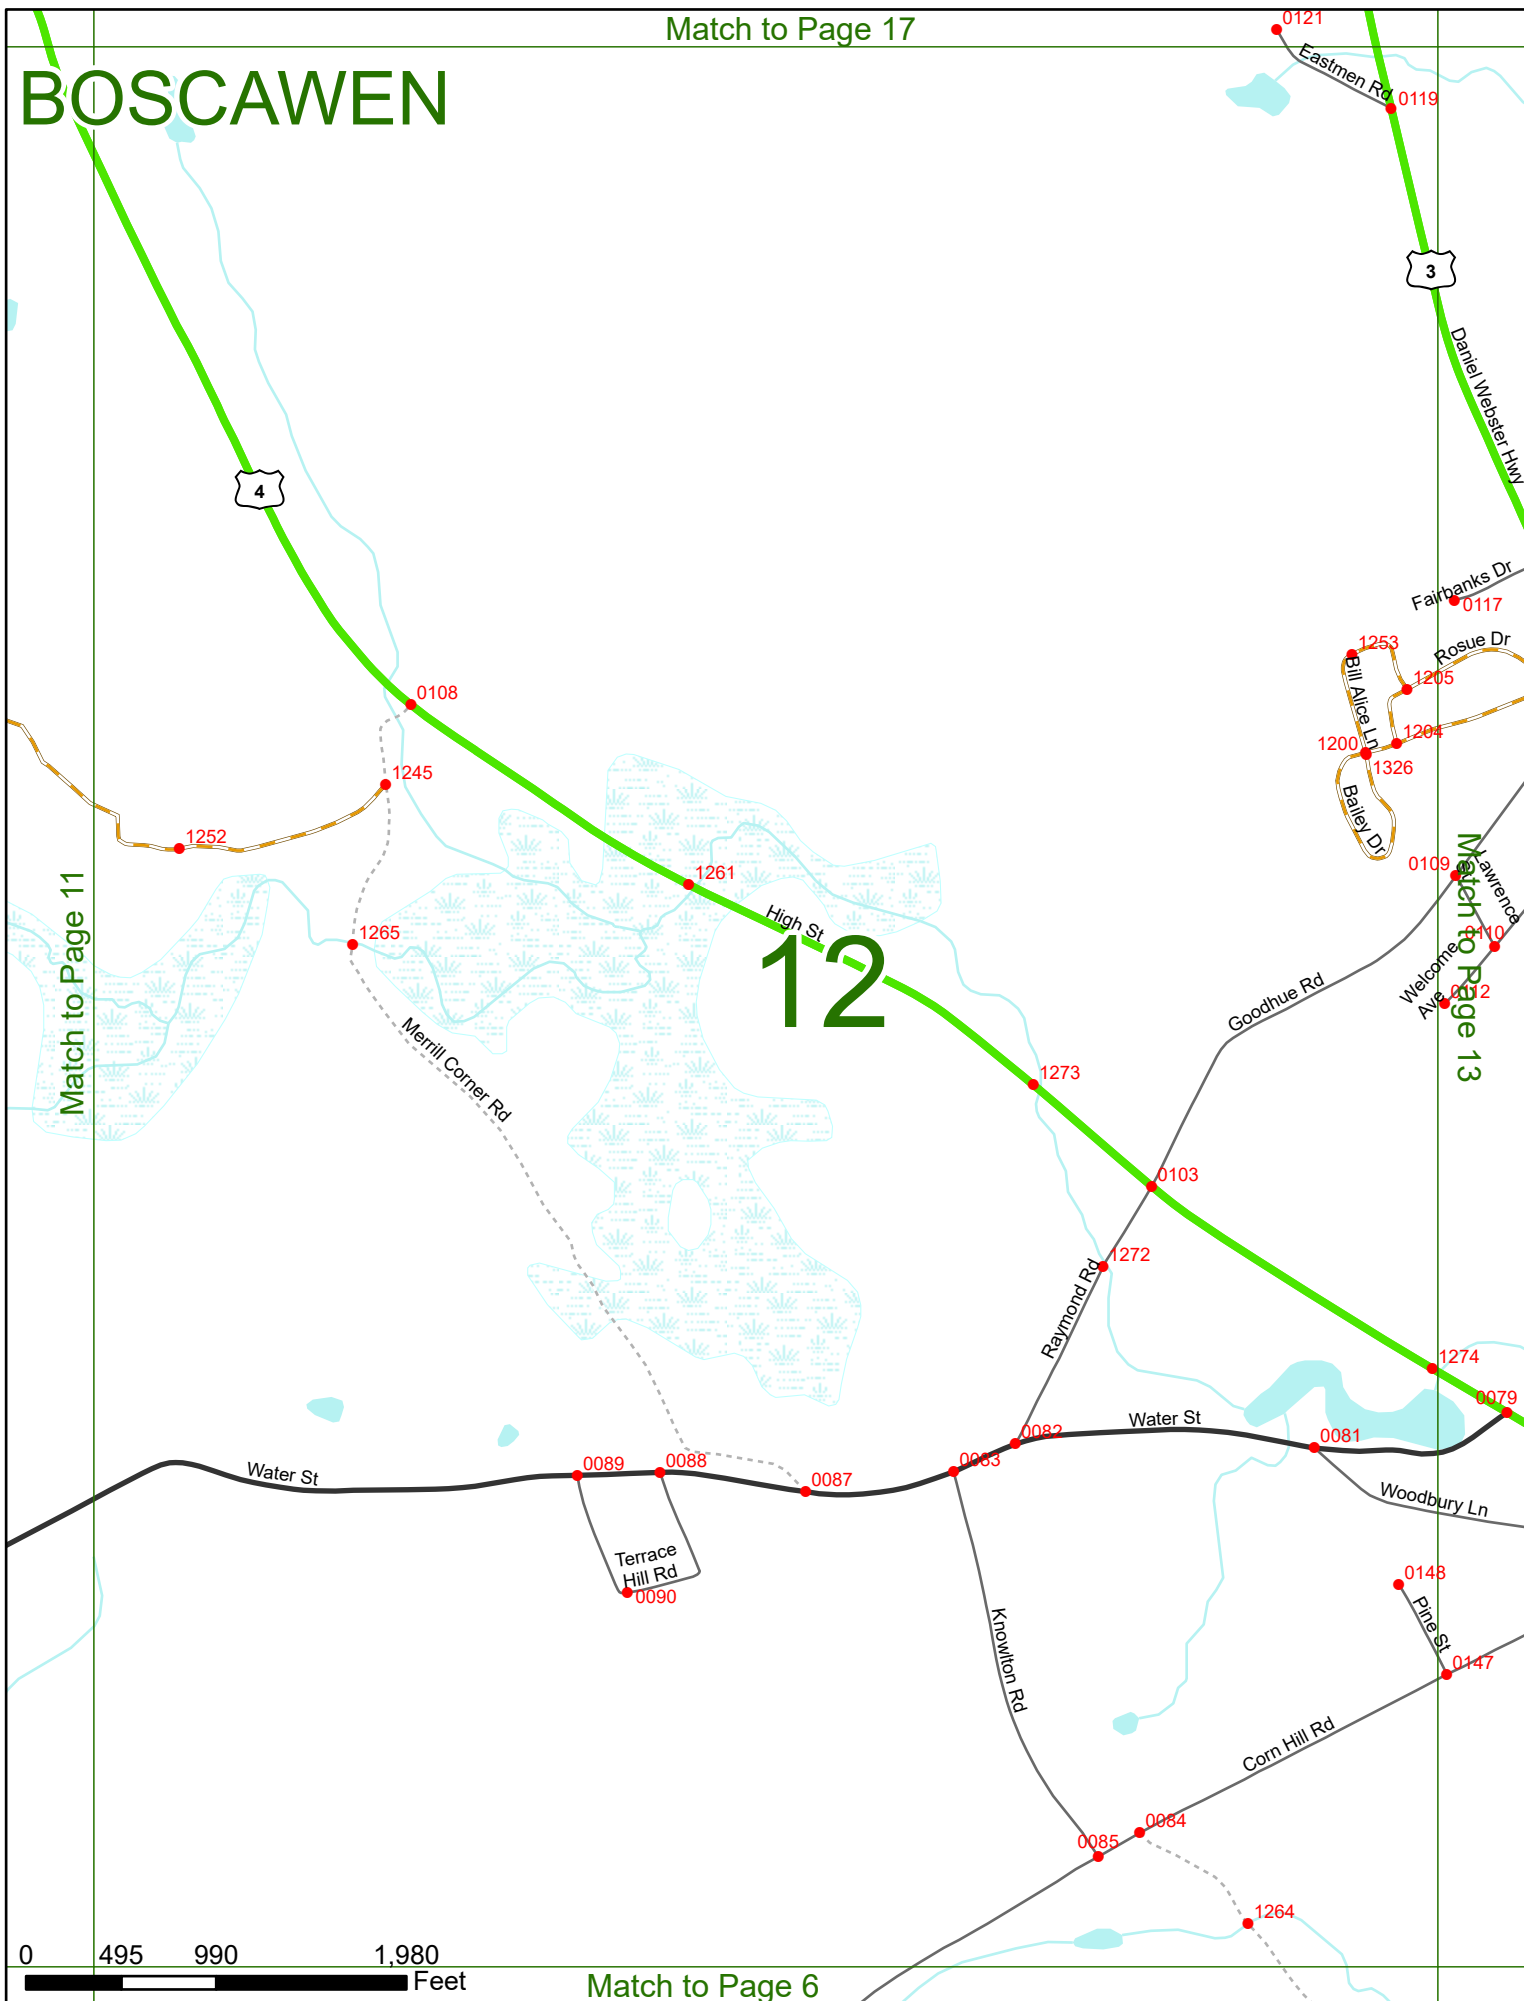 Match to Page 17
BOSCAWEN
0121
Eastmen Rd
0119
3
Daniel Webster Hwy
4
Fairbanks Dr
0117
1253
Rosue Dr
Bill Alice Ln
1205
0108
1204
1200
1326
1245
Bailey Dr
1252
0109
Lawrence
St
Match to Page 11
1261
High St
12
1265
0110
Welcome
Ave
0112
Match to Page 13
Goodhue Rd
Merrill Corner Rd
1273
0103
1272
Raymond Rd
1274
0079
Water St
0082
0081
0083
0089
0088
Water St
0087
Woodbury Ln
Terrace
Hill Rd
0090
0148
Pine St
Knowlton Rd
0147
Corn Hill Rd
0084
0085
1264
0 495 990 1,980
Feet
Match to Page 6